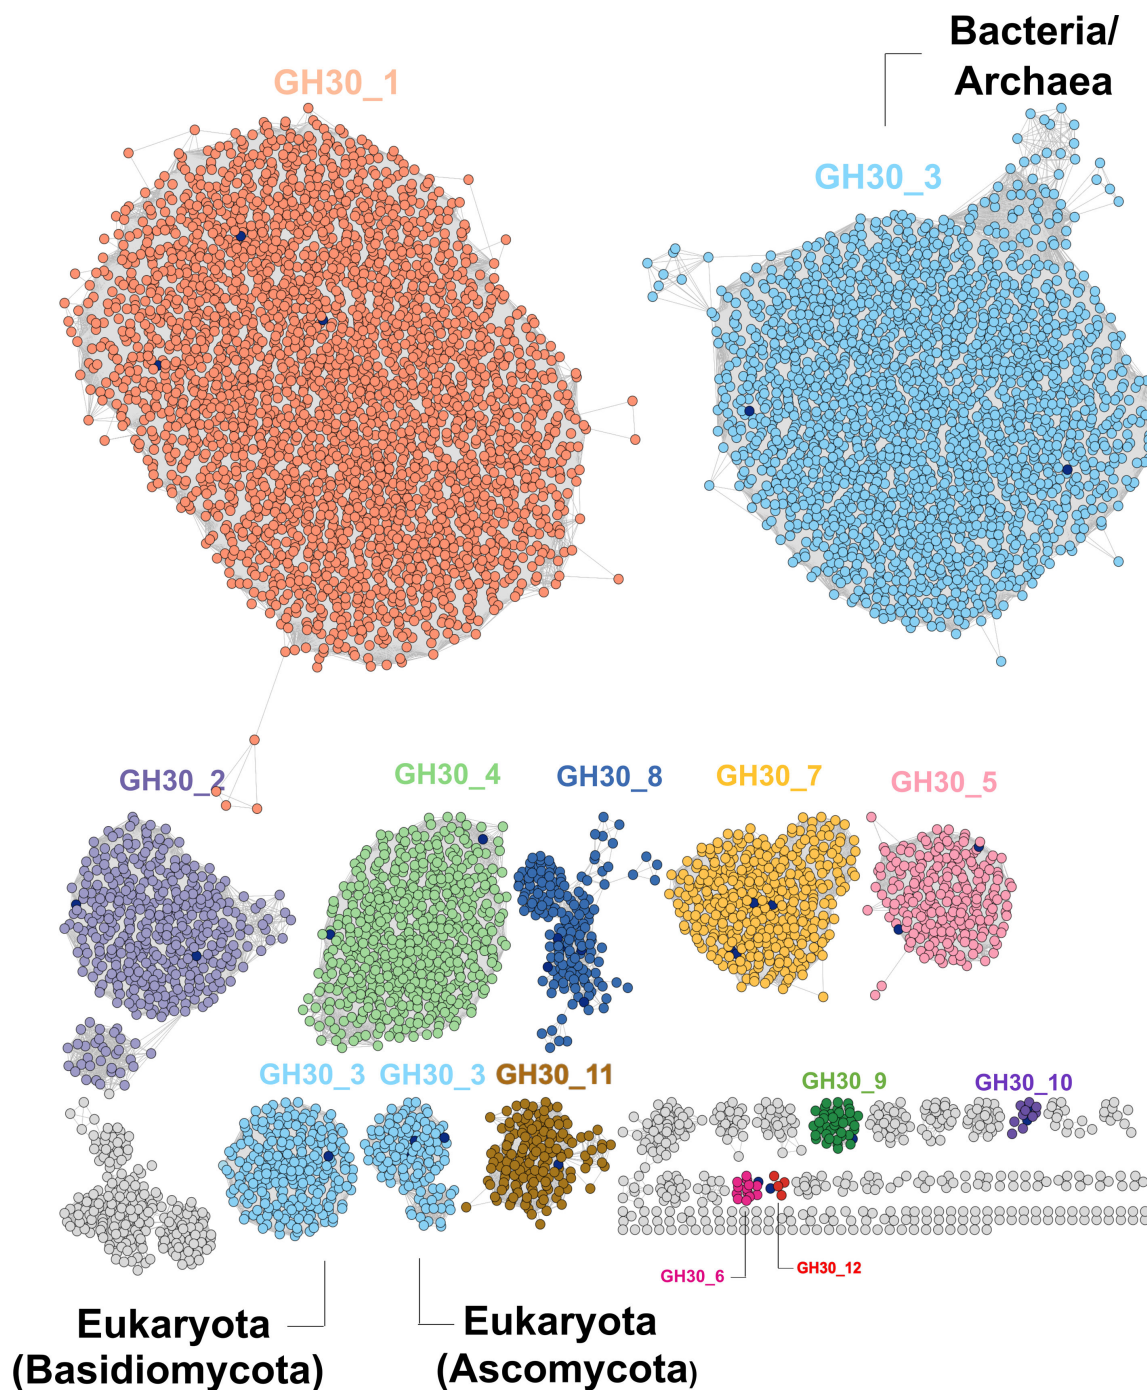 Bacteria/
Archaea
GH30_1
GH30_3
GH30_2
GH30_4
GH30_8
GH30_7
GH30_5
GH30_3
GH30_3
GH30_11
GH30_9
GH30_10
GH30_6
GH30_12
Eukaryota
(Basidiomycota)
Eukaryota
(Ascomycota)